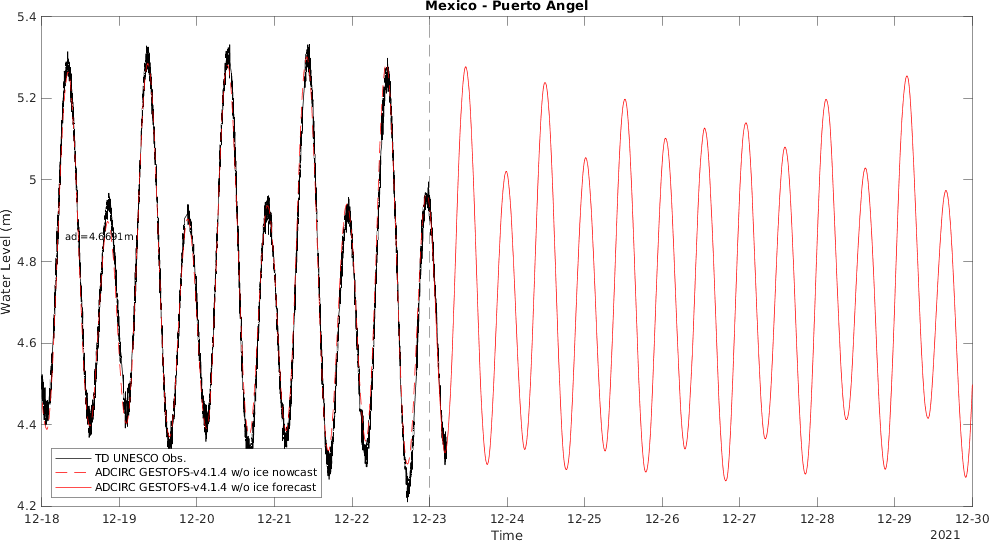 Mexico - Puerto Angel
5.4
5.2
5
4.8
4.6
4.4
4.2
Water Level (m)
adj=4.6691m
TD UNESCO Obs.
ADCIRC GESTOFS-v4.1.4 w/o ice nowcast
ADCIRC GESTOFS-v4.1.4 w/o ice forecast
12-18 12-19 12-20 12-21 12-22 12-23 12-24 12-25 12-26 12-27 12-28 12-29 12-30
Time
2021